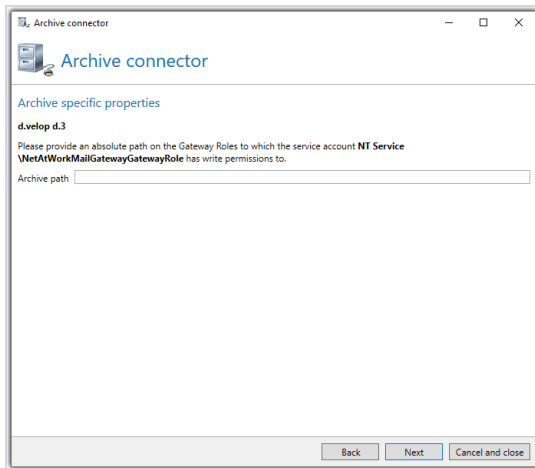 Archive connector
Archive connector
Archive specific properties
d.velop d.3
Please provide an absolute path on the Gateway Roles to which the service account NT Service
\NetAtWorkMailGatewayGatewayRole has write permissions to.
Archive path
Back Next Cancel and close